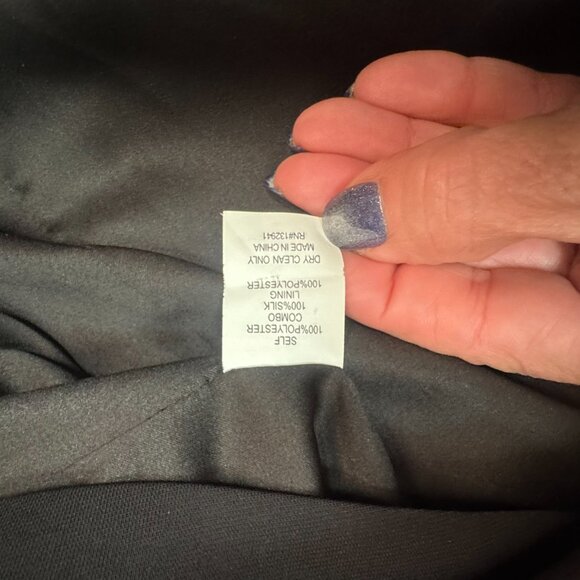 SELF
100%POLYESTER
COMBO
100%SILK
LINING
100%POLYESTER
DRY CLEAN ONLY
MADE IN CHINA
RN#132941